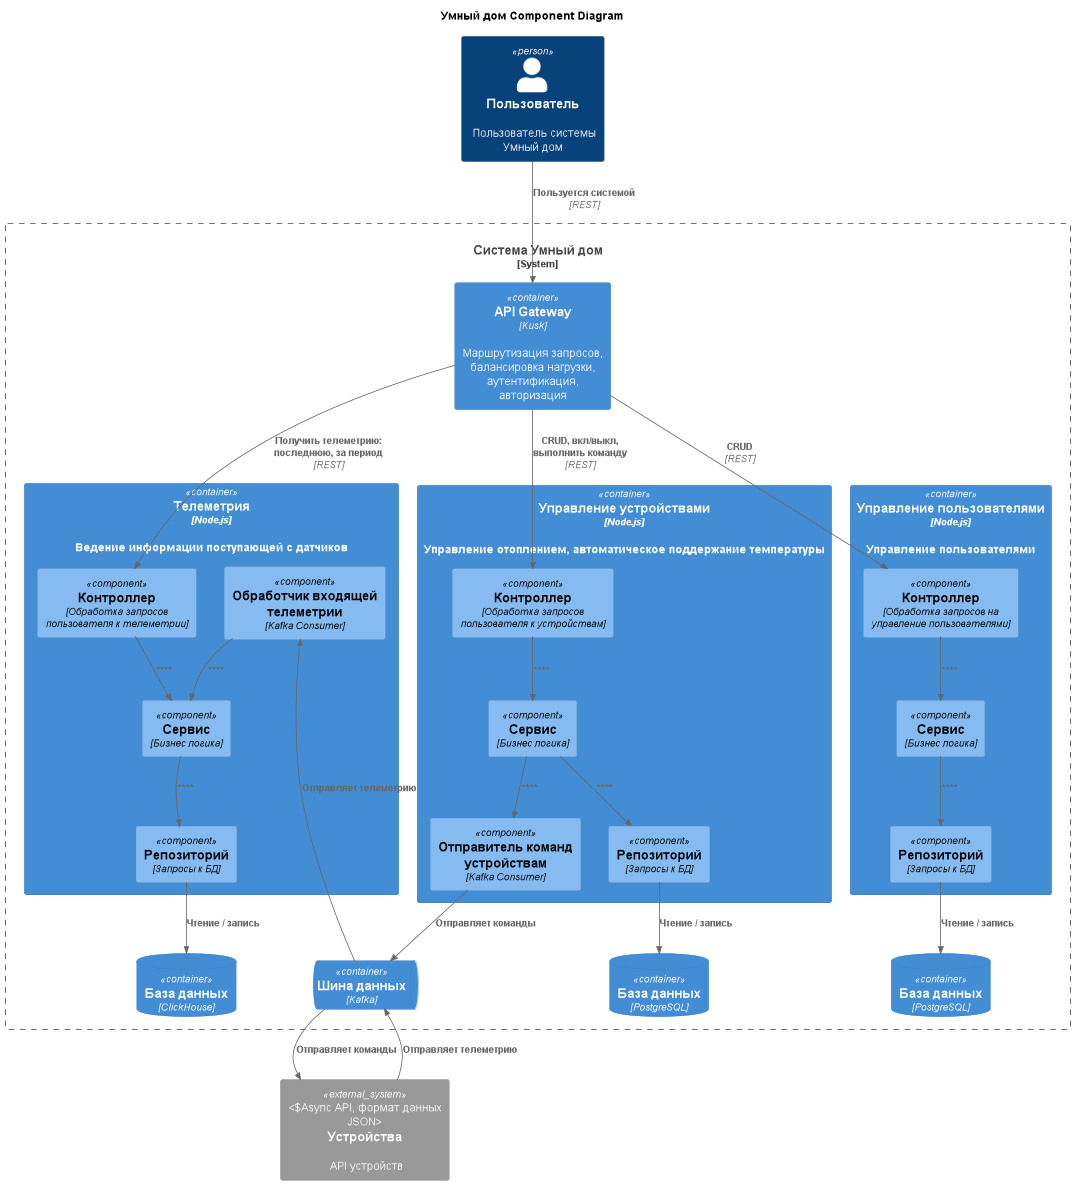 Умный дом Component Diagram
«person»
Пользователь
Пользователь системы
Умный дом
Пользуется системой
[REST]
Система Умный дом
[System]
«container»
API Gateway
[Kusk]
Маршрутизация запросов,
балансировка нагрузки,
аутентификация,
авторизация
Получить телеметрию:
последнюю, за период
[REST]
CRUD, вкл/выкл,
выполнить команду
[REST]
CRUD
[REST]
«container»
Телеметрия
[Node.js]
Ведение информации поступающей с датчиков
«component»
Контроллер
[Обработка запросов
пользователя к телеметрии]
«component»
Обработчик входящей
телеметрии
[Kafka Consumer]
****
****
«component»
Сервис
[Бизнес логика]
****
Отправляет телеметрию
«component»
Репозиторий
[Запросы к БД]
Чтение / запись
«container»
База данных
[ClickHouse]
«container»
Управление устройствами
[Node.js]
Управление отоплением, автоматическое поддержание температуры
«component»
Контроллер
[Обработка запросов
пользователя к устройствам]
****
«component»
Сервис
[Бизнес логика]
****
****
«component»
Отправитель команд
устройствам
[Kafka Consumer]
«component»
Репозиторий
[Запросы к БД]
Отправляет команды
Чтение / запись
«container»
Шина данных
[Kafka]
«container»
База данных
[PostgreSQL]
«container»
Управление пользователями
[Node.js]
Управление пользователями
«component»
Контроллер
[Обработка запросов на
управление пользователями]
****
«component»
Сервис
[Бизнес логика]
****
«component»
Репозиторий
[Запросы к БД]
Чтение / запись
«container»
База данных
[PostgreSQL]
Отправляет команды
Отправляет телеметрию
«external_system»
<$Async API, формат данных
JSON>
Устройства
API устройств